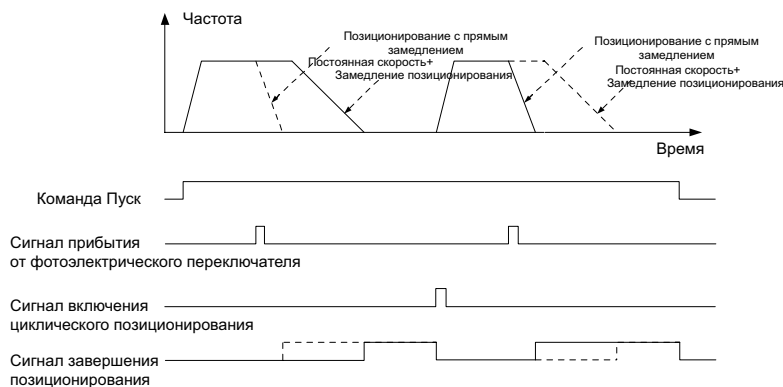 Частота
Позиционирование с прямым
замедлением
Постоянная скорость+
Замедление позиционирования
Позиционирование с прямым
замедлением
Постоянная скорость+
Замедление позиционирования
Время
Команда Пуск
Сигнал прибытия
от фотоэлектрического переключателя
Сигнал включения
циклического позиционирования
Сигнал завершения
позиционирования